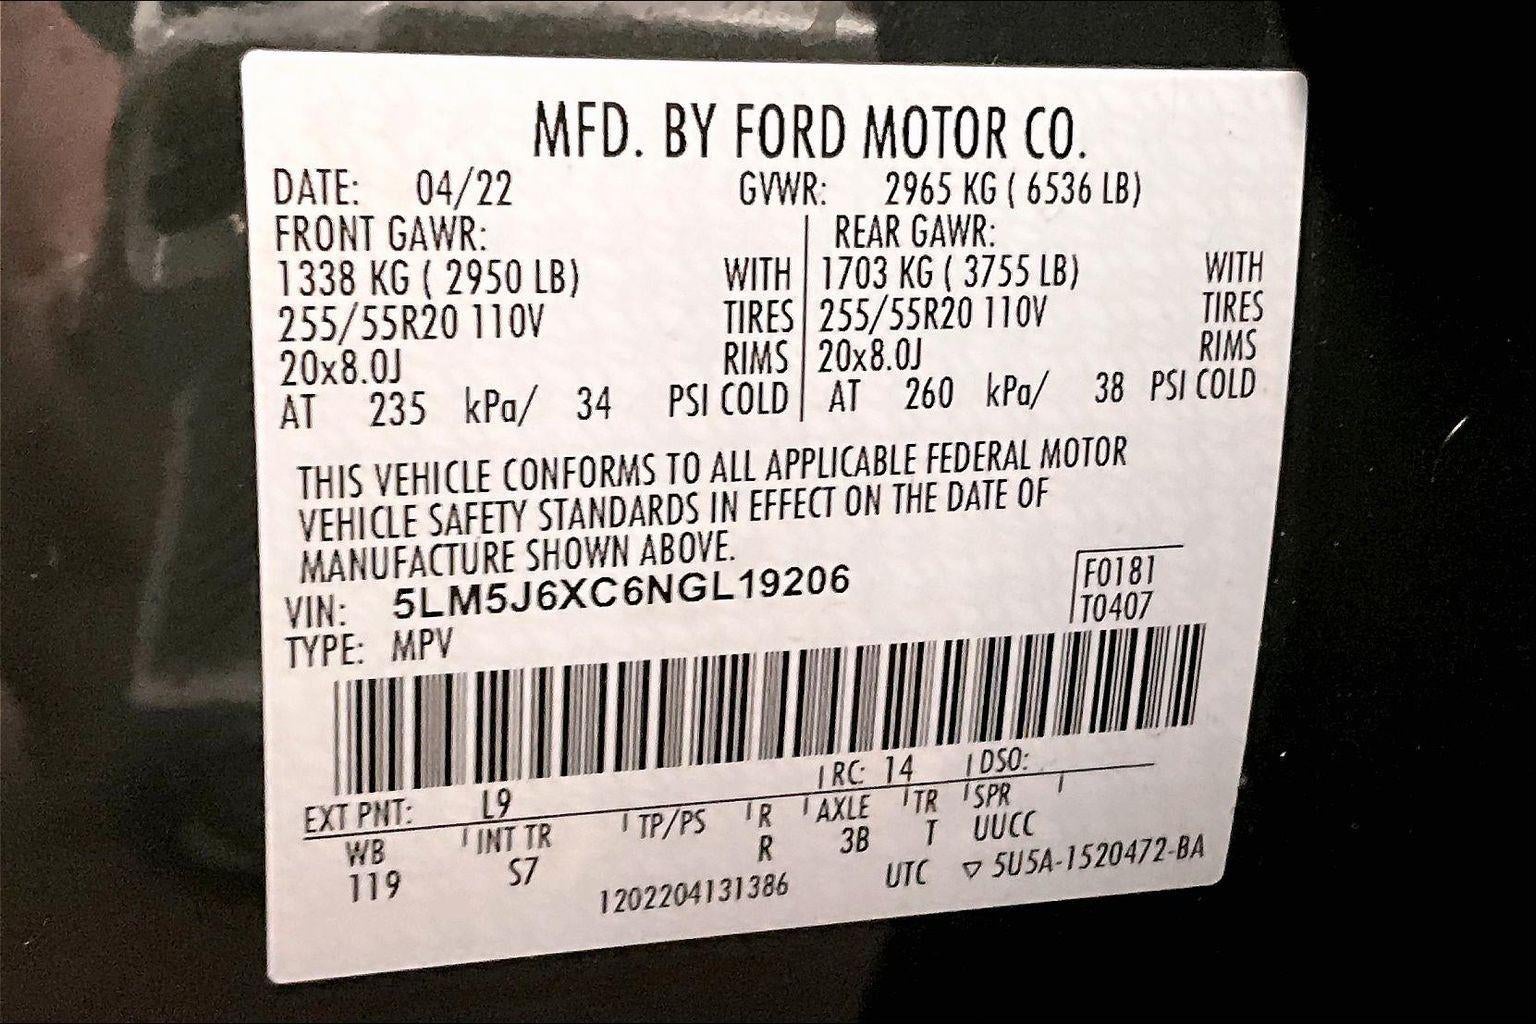 MFD. BY FORD MOTOR CO.
DATE: 04/22 GVWR: 2965 KG ( 6536 LB)
FRONT GAWR: REAR GAWR:
1338 KG ( 2950 LB) WITH 1703 KG ( 3755 LB) WITH
255/55R20 110V TIRES 255/55R20 110V TIRES
20x8.0J RIMS 20x8.0J RIMS
AT 235 kPa/ 34 PSI COLD AT 260 kPa/ 38 PSI COLD
THIS VEHICLE CONFORMS TO ALL APPLICABLE FEDERAL MOTOR
VEHICLE SAFETY STANDARDS IN EFFECT ON THE DATE OF
MANUFACTURE SHOWN ABOVE.
VIN: 5LM5J6XC6NGL19206 F0181
TYPE: MPV T0407
EXT PNT: L9 RC: 14 DSO:
WB INT TR TP/PS R AXLE TR SPR
119 S7 R 3B T UUCC
1202204131386 UTC ▽ 5U5A-1520472-BA